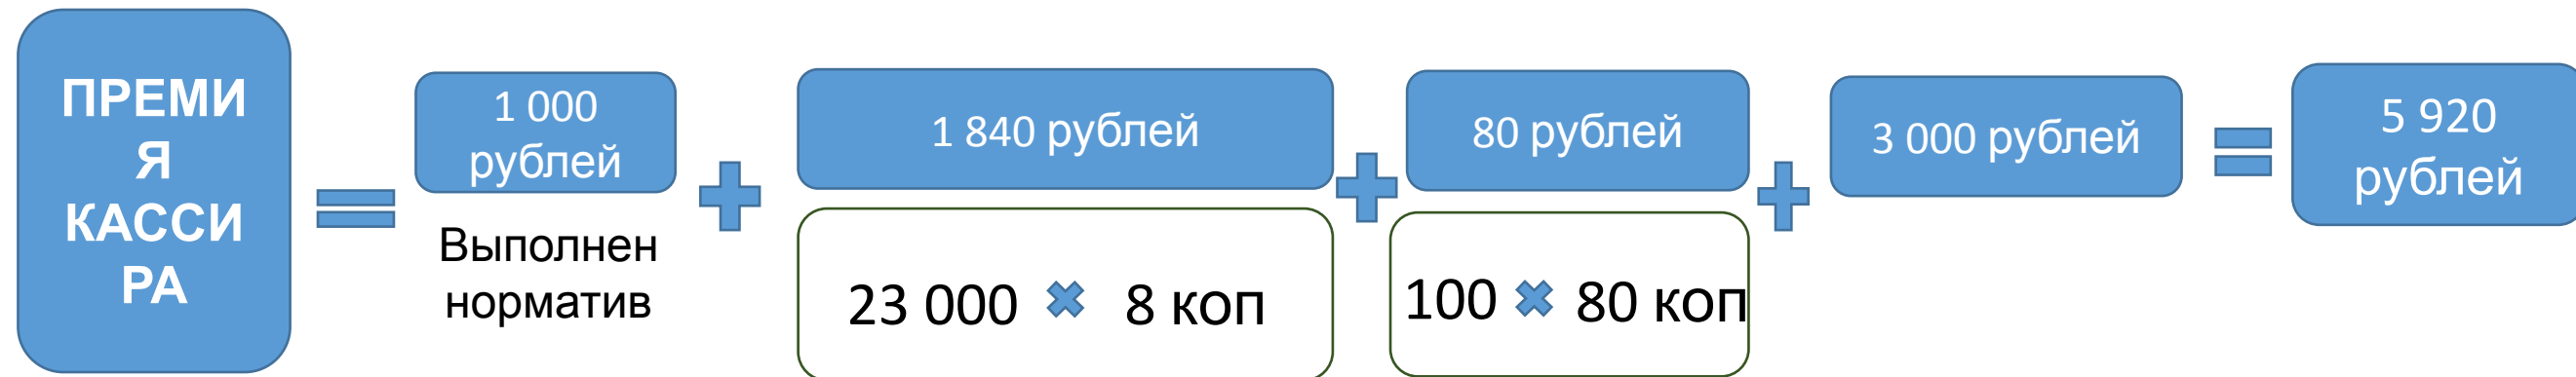 ПРЕМИ
Я
КАССИ
РА
1 000
рублей
Выполнен
норматив
1 840 рублей
23 000 8 коп
80 рублей
100 80 коп
3 000 рублей
5 920
рублей